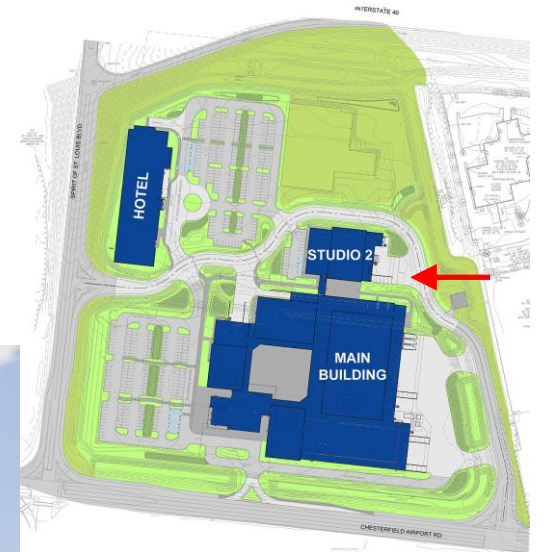 INTERSTATE 40
SPIRIT OF ST. LOUIS BLVD
HOTEL
STUDIO 2
MAIN
BUILDING
CHESTERFIELD AIRPORT RD